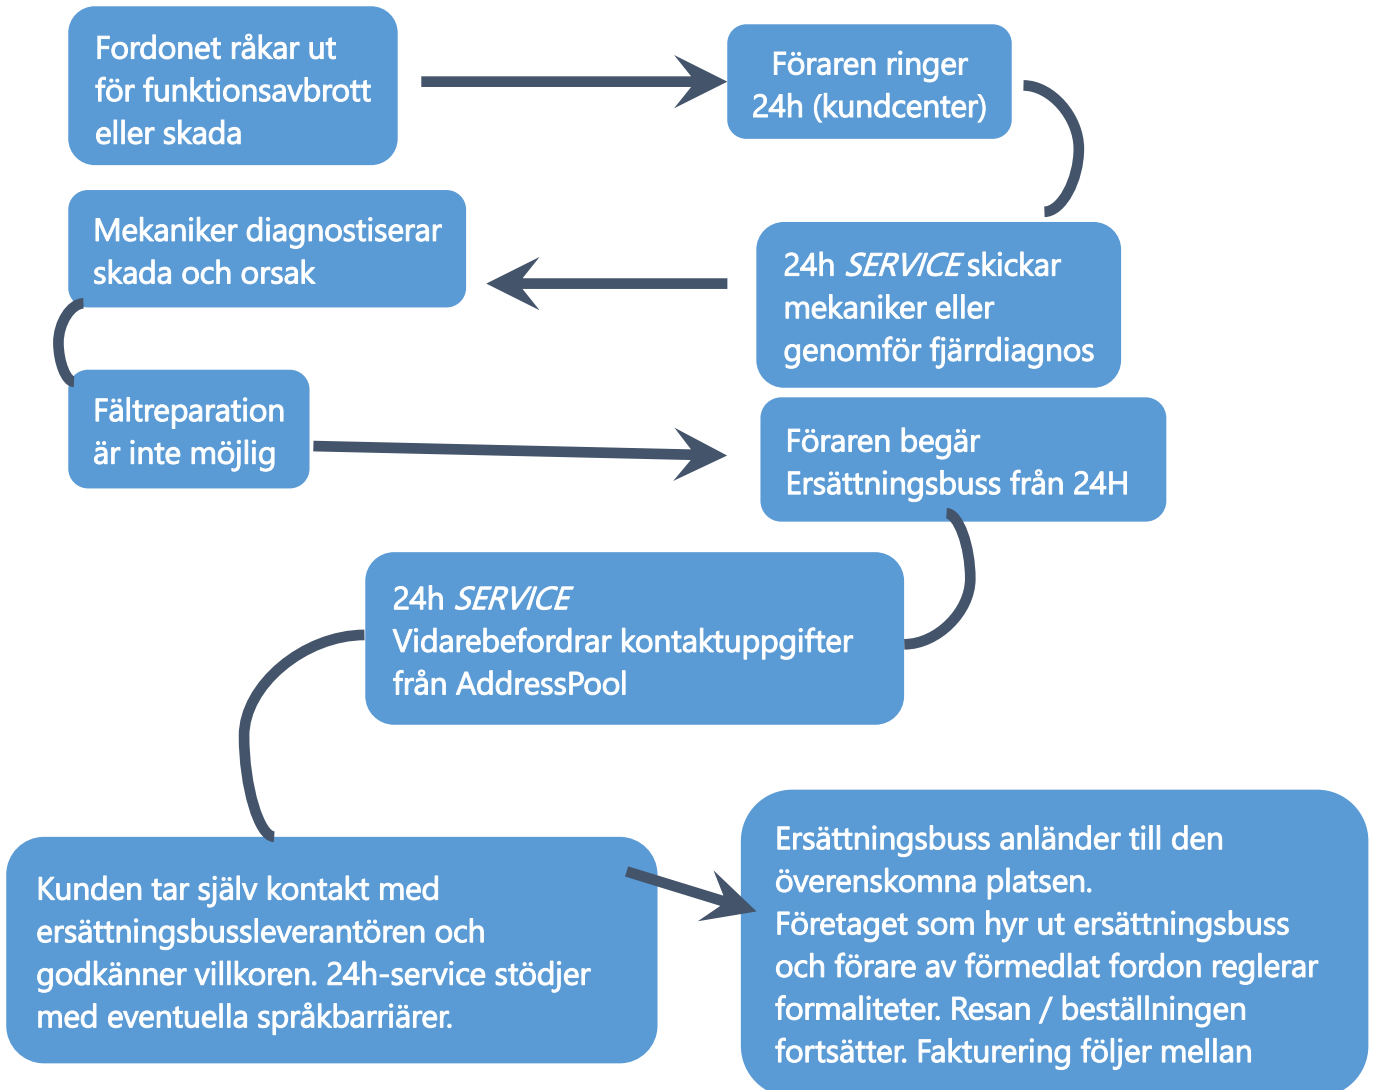 Fordonet råkar ut
för funktionsavbrott
eller skada
Föraren ringer
24h (kundcenter)
24h SERVICE skickar
mekaniker eller
genomför fjärrdiagnos
Mekaniker diagnostiserar
skada och orsak
Fältreparation
är inte möjlig
Föraren begär
Ersättningsbuss från 24H
24h SERVICE
Vidarebefordrar kontaktuppgifter
från AddressPool
Kunden tar själv kontakt med
ersättningsbussleverantören och
godkänner villkoren. 24h-service stödjer
med eventuella språkbarriärer.
Ersättningsbuss anländer till den
överenskomna platsen.
Företaget som hyr ut ersättningsbuss
och förare av förmedlat fordon reglerar
formaliteter. Resan / beställningen
fortsätter. Fakturering följer mellan